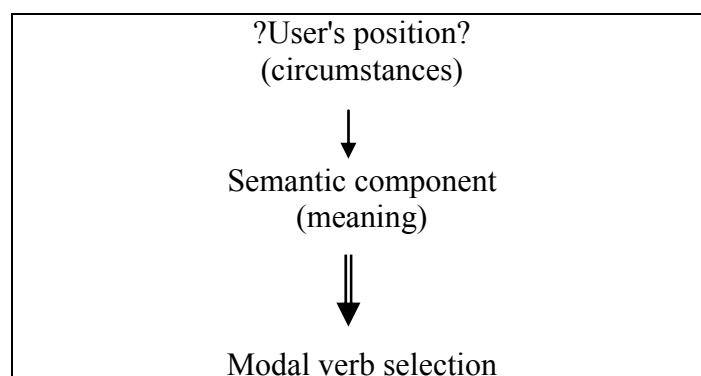 ?User's position?
(circumstances)
Semantic component
(meaning)
Modal verb selection